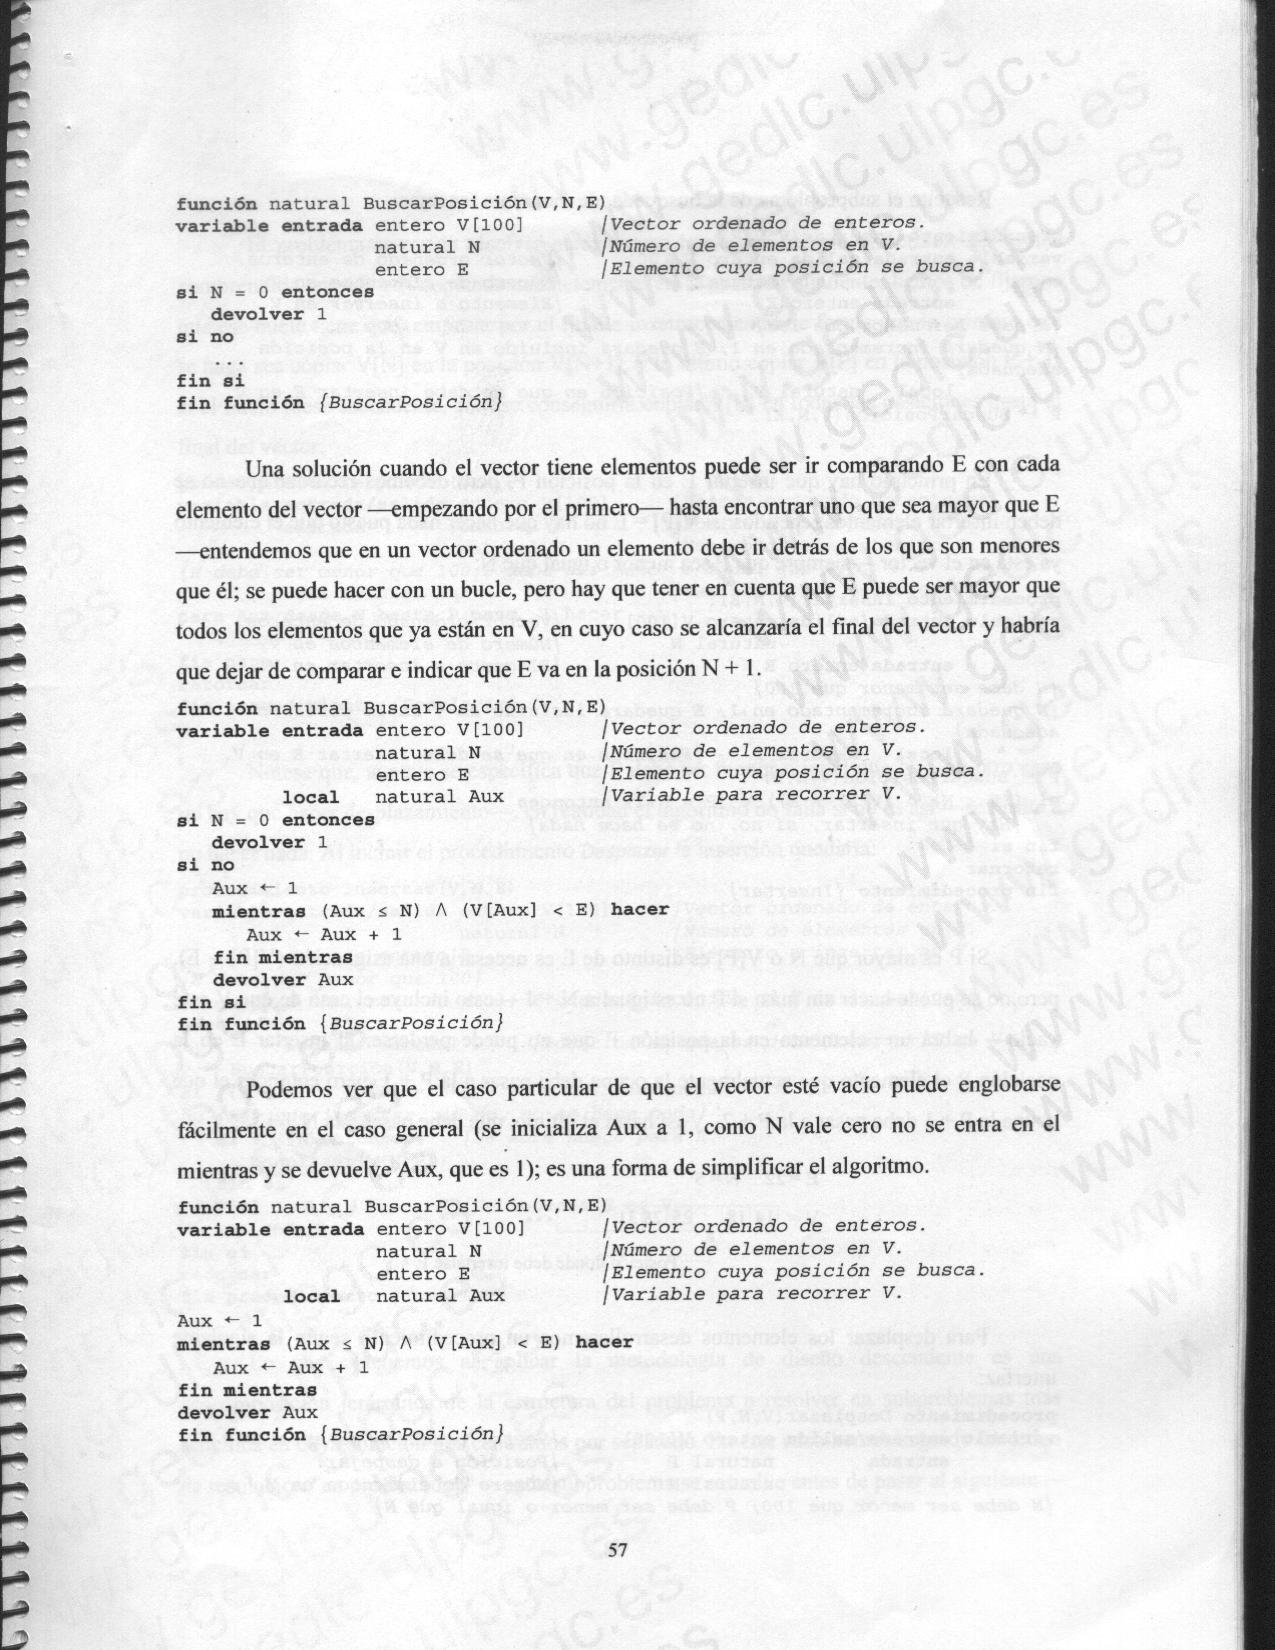 función natural BuscarPosición(V,N,E)
variable entrada entero V[100] |Vector ordenado de enteros.
natural N |Número de elementos en V.
entero E |Elemento cuya posición se busca.
si N = 0 entonces
devolver 1
si no
...
fin si
fin función {BuscarPosición}
Una solución cuando el vector tiene elementos puede ser ir comparando E con cada
elemento del vector —empezando por el primero— hasta encontrar uno que sea mayor que E
—entendemos que en un vector ordenado un elemento debe ir detrás de los que son menores
que él; se puede hacer con un bucle, pero hay que tener en cuenta que E puede ser mayor que
todos los elementos que ya están en V, en cuyo caso se alcanzaría el final del vector y habría
que dejar de comparar e indicar que E va en la posición N + 1.
función natural BuscarPosición(V,N,E)
variable entrada entero V[100] |Vector ordenado de enteros.
natural N |Número de elementos en V.
entero E |Elemento cuya posición se busca.
local natural Aux |Variable para recorrer V.
si N = 0 entonces
devolver 1
si no
Aux ← 1
mientras (Aux ≤ N) Λ (V[Aux] < E) hacer
Aux ← Aux + 1
fin mientras
devolver Aux
fin si
fin función {BuscarPosición}
Podemos ver que el caso particular de que el vector esté vacío puede englobarse
fácilmente en el caso general (se inicializa Aux a 1, como N vale cero no se entra en el
mientras y se devuelve Aux, que es 1); es una forma de simplificar el algoritmo.
función natural BuscarPosición(V,N,E)
variable entrada entero V[100] |Vector ordenado de enteros.
natural N |Número de elementos en V.
entero E |Elemento cuya posición se busca.
local natural Aux |Variable para recorrer V.
Aux ← 1
mientras (Aux ≤ N) Λ (V[Aux] < E) hacer
Aux ← Aux + 1
fin mientras
devolver Aux
fin función {BuscarPosición}
57
www.gedlc.ulpgc.es